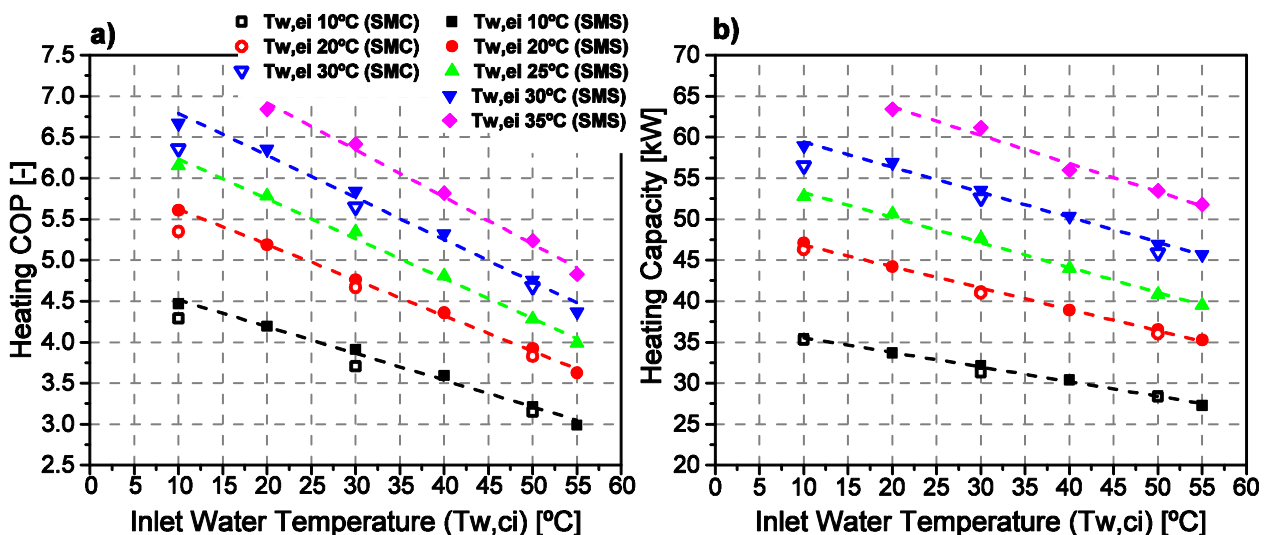 a)
Tw,ei 10ºC (SMC)
Tw,ei 20ºC (SMC)
Tw,ei 30ºC (SMC)
Tw,ei 10ºC (SMS)
Tw,ei 20ºC (SMS)
Tw,el 25ºC (SMS)
Tw,ei 30ºC (SMS)
Tw,ei 35ºC (SMS)
Heating COP [-]
7.5
7.0
6.5
6.0
5.5
5.0
4.5
4.0
3.5
3.0
2.5
0 5 10 15 20 25 30 35 40 45 50 55 60
Inlet Water Temperature (Tw,ci) [ºC]
b)
Heating Capacity [kW]
70
65
60
55
50
45
40
35
30
25
20
0 5 10 15 20 25 30 35 40 45 50 55 60
Inlet Water Temperature (Tw,ci) [ºC]